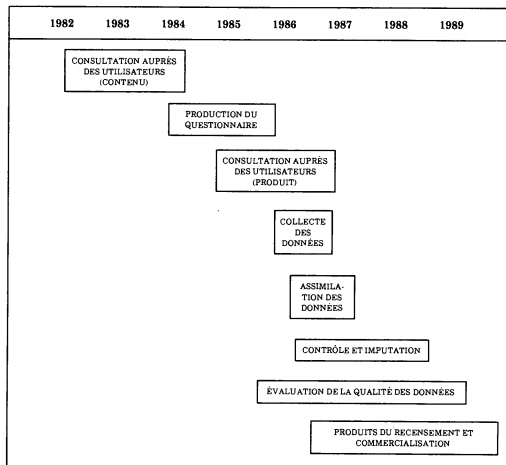 1982 1983 1984 1985 1986 1987 1988 1989
CONSULTATION AUPRÈS
DES UTILISATEURS
(CONTENU)
PRODUCTION DU
QUESTIONNAIRE
CONSULTATION AUPRÈS
DES UTILISATEURS
(PRODUIT)
COLLECTE
DES
DONNÉES
ASSIMILA-
TION DES
DONNÉES
CONTRÔLE ET IMPUTATION
ÉVALUATION DE LA QUALITÉ DES DONNÉES
PRODUITS DU RECENSEMENT ET
COMMERCIALISATION